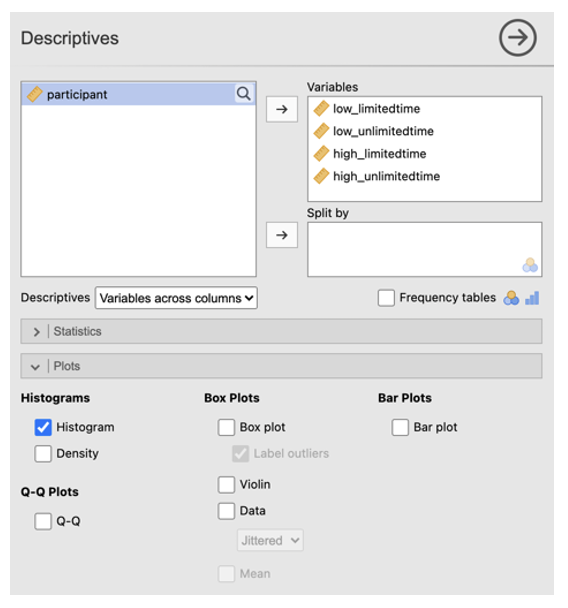 Descriptives
participant
Variables
low_limitedtime
low_unlimitedtime
high_limitedtime
high_unlimitedtime
Split by
Descriptives Variables across columns Frequency tables
Statistics
Plots
Histograms Box Plots Bar Plots
Histogram Box plot Bar plot
Density Label outliers
Violin
Q-Q Plots
Data
Q-Q
Jittered
Mean